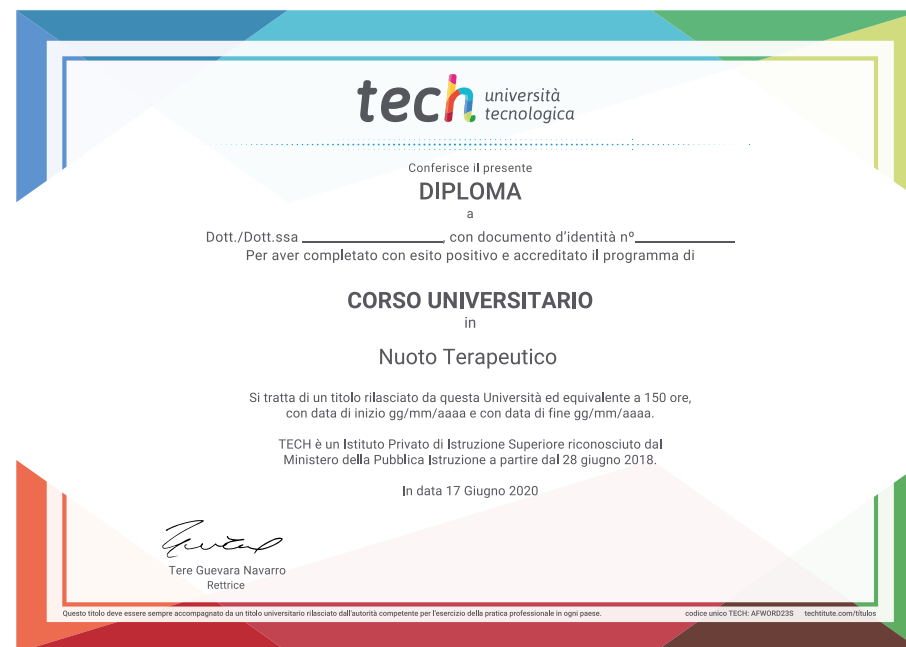 tech università
tecnologica
Conferisce il presente
DIPLOMA
a
Dott./Dott.ssa ____________________, con documento d'identità nº______________
Per aver completato con esito positivo e accreditato il programma di
CORSO UNIVERSITARIO
in
Nuoto Terapeutico
Si tratta di un titolo rilasciato da questa Università ed equivalente a 150 ore,
con data di inizio gg/mm/aaaa e con data di fine gg/mm/aaaa.
TECH è un Istituto Privato di Istruzione Superiore riconosciuto dal
Ministero della Pubblica Istruzione a partire dal 28 giugno 2018.
In data 17 Giugno 2020
Tere Guevara Navarro
Rettrice
Questo titolo deve essere sempre accompagnato da un titolo universitario rilasciato dall'autorità competente per l'esercizio della pratica professionale in ogni paese. codice unico TECH: AFWORD23S techtitute.com/títulos